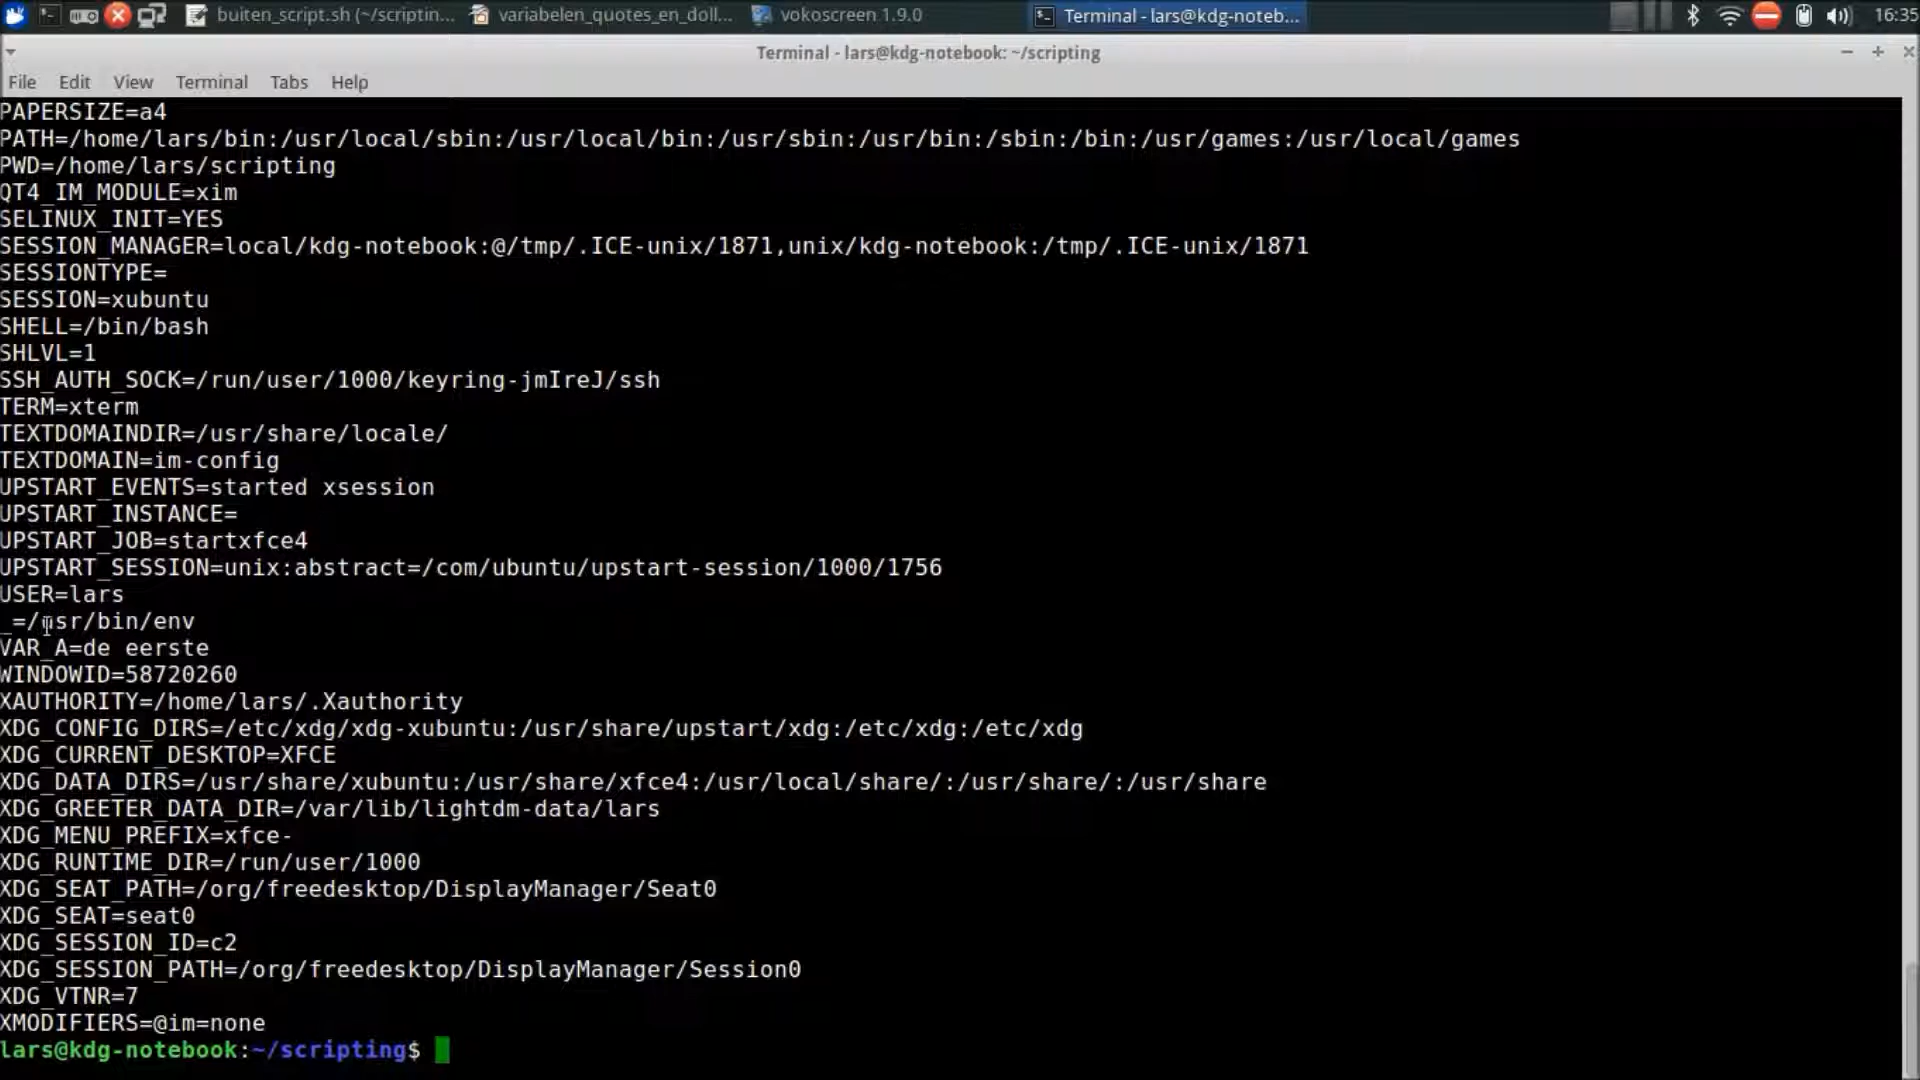 buiten_script.sh (~/scriptin... variabelen_quotes_en_doll... vokoscreen 1.9.0 Terminal - lars@kdg-noteb... 16:35
Terminal - lars@kdg-notebook: ~/scripting
File Edit View Terminal Tabs Help
PAPERSIZE=a4
PATH=/home/lars/bin:/usr/local/sbin:/usr/local/bin:/usr/sbin:/usr/bin:/sbin:/bin:/usr/games:/usr/local/games
PWD=/home/lars/scripting
QT4_IM_MODULE=xim
SELINUX_INIT=YES
SESSION_MANAGER=local/kdg-notebook:@/tmp/.ICE-unix/1871,unix/kdg-notebook:/tmp/.ICE-unix/1871
SESSIONTYPE=
SESSION=xubuntu
SHELL=/bin/bash
SHLVL=1
SSH_AUTH_SOCK=/run/user/1000/keyring-jmIreJ/ssh
TERM=xterm
TEXTDOMAINDIR=/usr/share/locale/
TEXTDOMAIN=im-config
UPSTART_EVENTS=started xsession
UPSTART_INSTANCE=
UPSTART_JOB=startxfce4
UPSTART_SESSION=unix:abstract=/com/ubuntu/upstart-session/1000/1756
USER=lars
_=/usr/bin/env
VAR_A=de eerste
WINDOWID=58720260
XAUTHORITY=/home/lars/.Xauthority
XDG_CONFIG_DIRS=/etc/xdg/xdg-xubuntu:/usr/share/upstart/xdg:/etc/xdg:/etc/xdg
XDG_CURRENT_DESKTOP=XFCE
XDG_DATA_DIRS=/usr/share/xubuntu:/usr/share/xfce4:/usr/local/share/:/usr/share/:/usr/share
XDG_GREETER_DATA_DIR=/var/lib/lightdm-data/lars
XDG_MENU_PREFIX=xfce-
XDG_RUNTIME_DIR=/run/user/1000
XDG_SEAT_PATH=/org/freedesktop/DisplayManager/Seat0
XDG_SEAT=seat0
XDG_SESSION_ID=c2
XDG_SESSION_PATH=/org/freedesktop/DisplayManager/Session0
XDG_VTNR=7
XMODIFIERS=@im=none
lars@kdg-notebook:~/scripting$